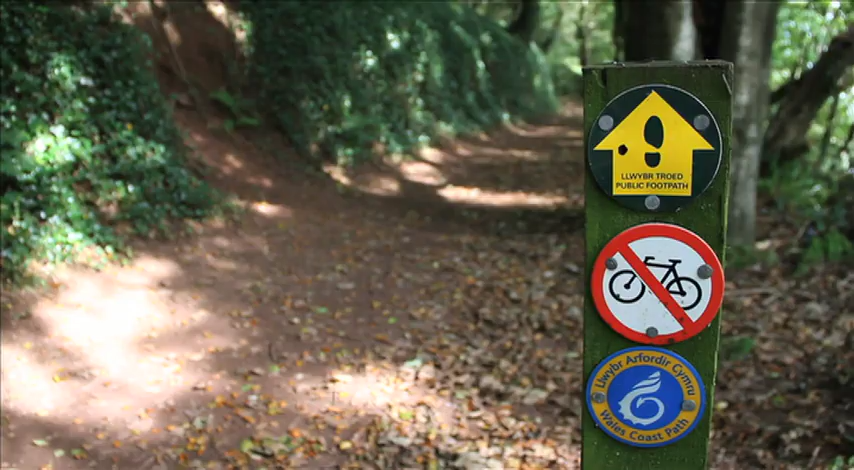 LLWYBR TROED
PUBLIC FOOTPATH
Llwybr Arfordir Cymru
Wales Coast Path